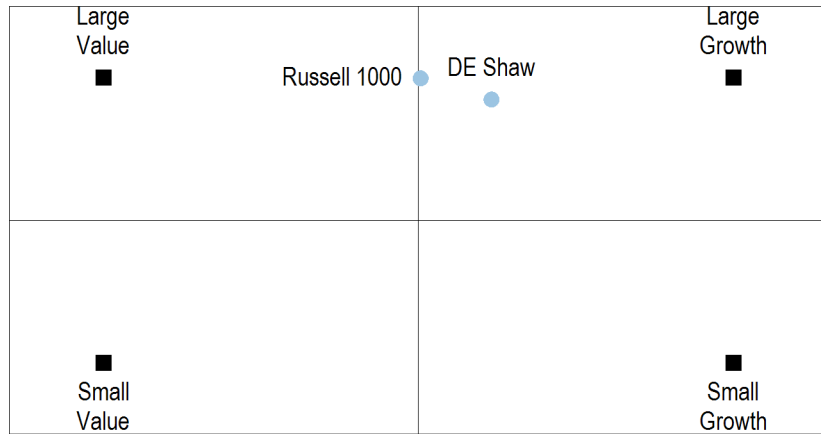 Large
Value
Large
Growth
Russell 1000
DE Shaw
Small
Value
Small
Growth